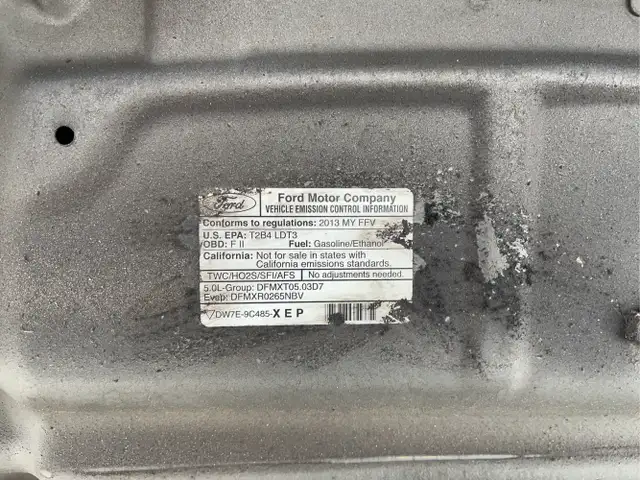 Ford
Ford Motor Company
VEHICLE EMISSION CONTROL INFORMATION
Conforms to regulations: 2013 MY FFV
U.S. EPA: T2B4 LDT3
OBD: F II Fuel: Gasoline/Ethanol
California: Not for sale in states with
California emissions standards.
TWC/HO2S/SFI/AFS No adjustments needed.
5.0L-Group: DFMXT05.03D7
Evap: DFMXR0265NBV
DW7E-9C485-XEP